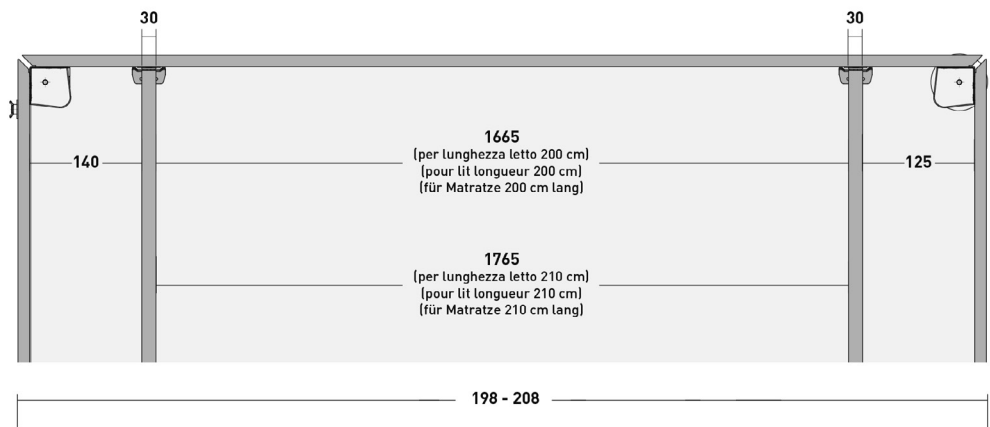 30 30
1665
(per lunghezza letto 200 cm)
140 (pour lit longueur 200 cm) 125
(für Matratze 200 cm lang)
1765
(per lunghezza letto 210 cm)
(pour lit longueur 210 cm)
(für Matratze 210 cm lang)
198 - 208